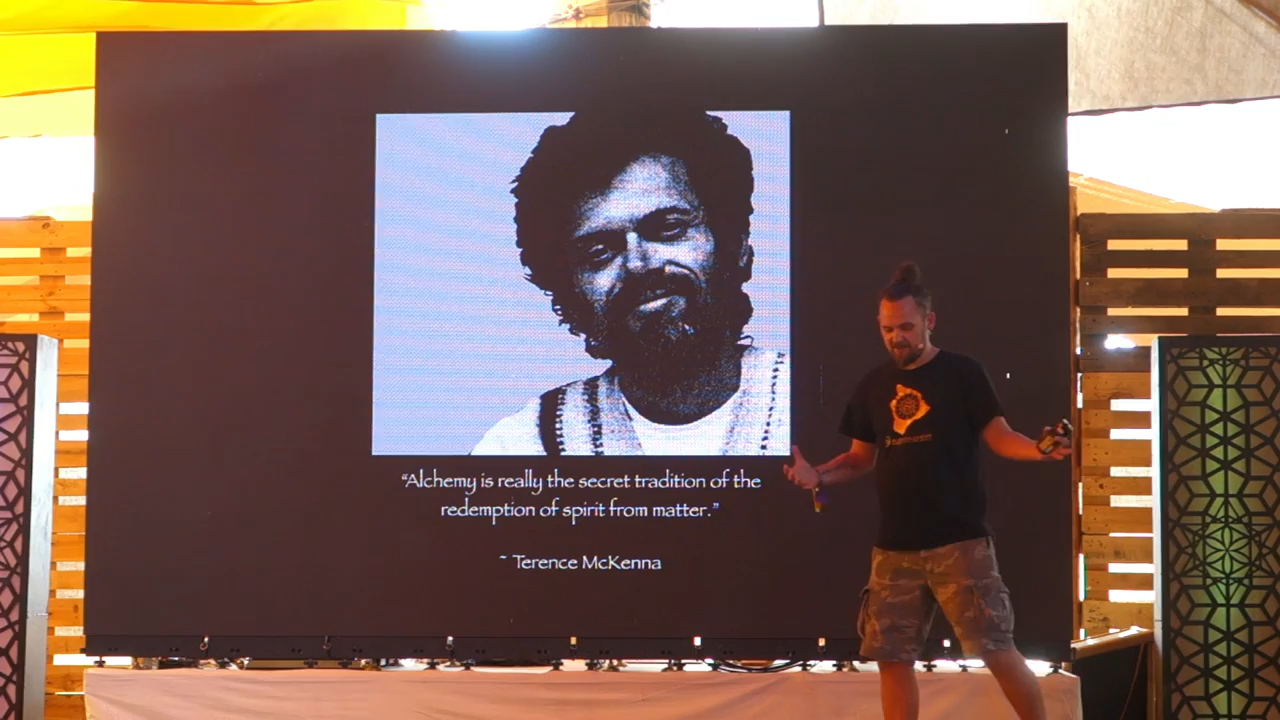 “Alchemy is really the secret tradition of the
redemption of spirit from matter.”
~ Terence McKenna